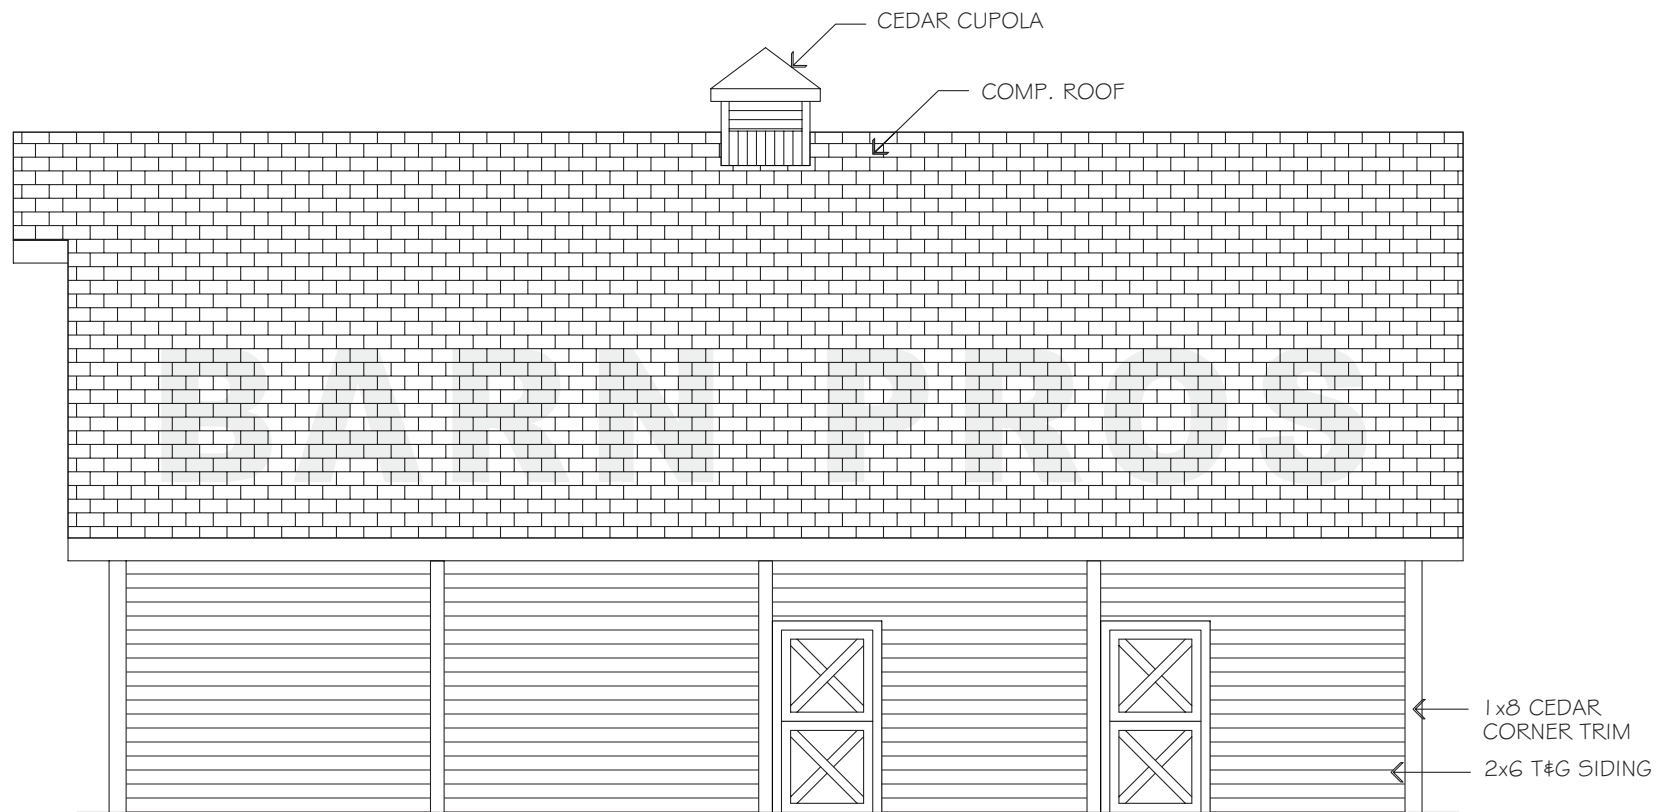 CEDAR CUPOLA
COMP. ROOF
BARN PROS
1x8 CEDAR
CORNER TRIM
2x6 T&G SIDING